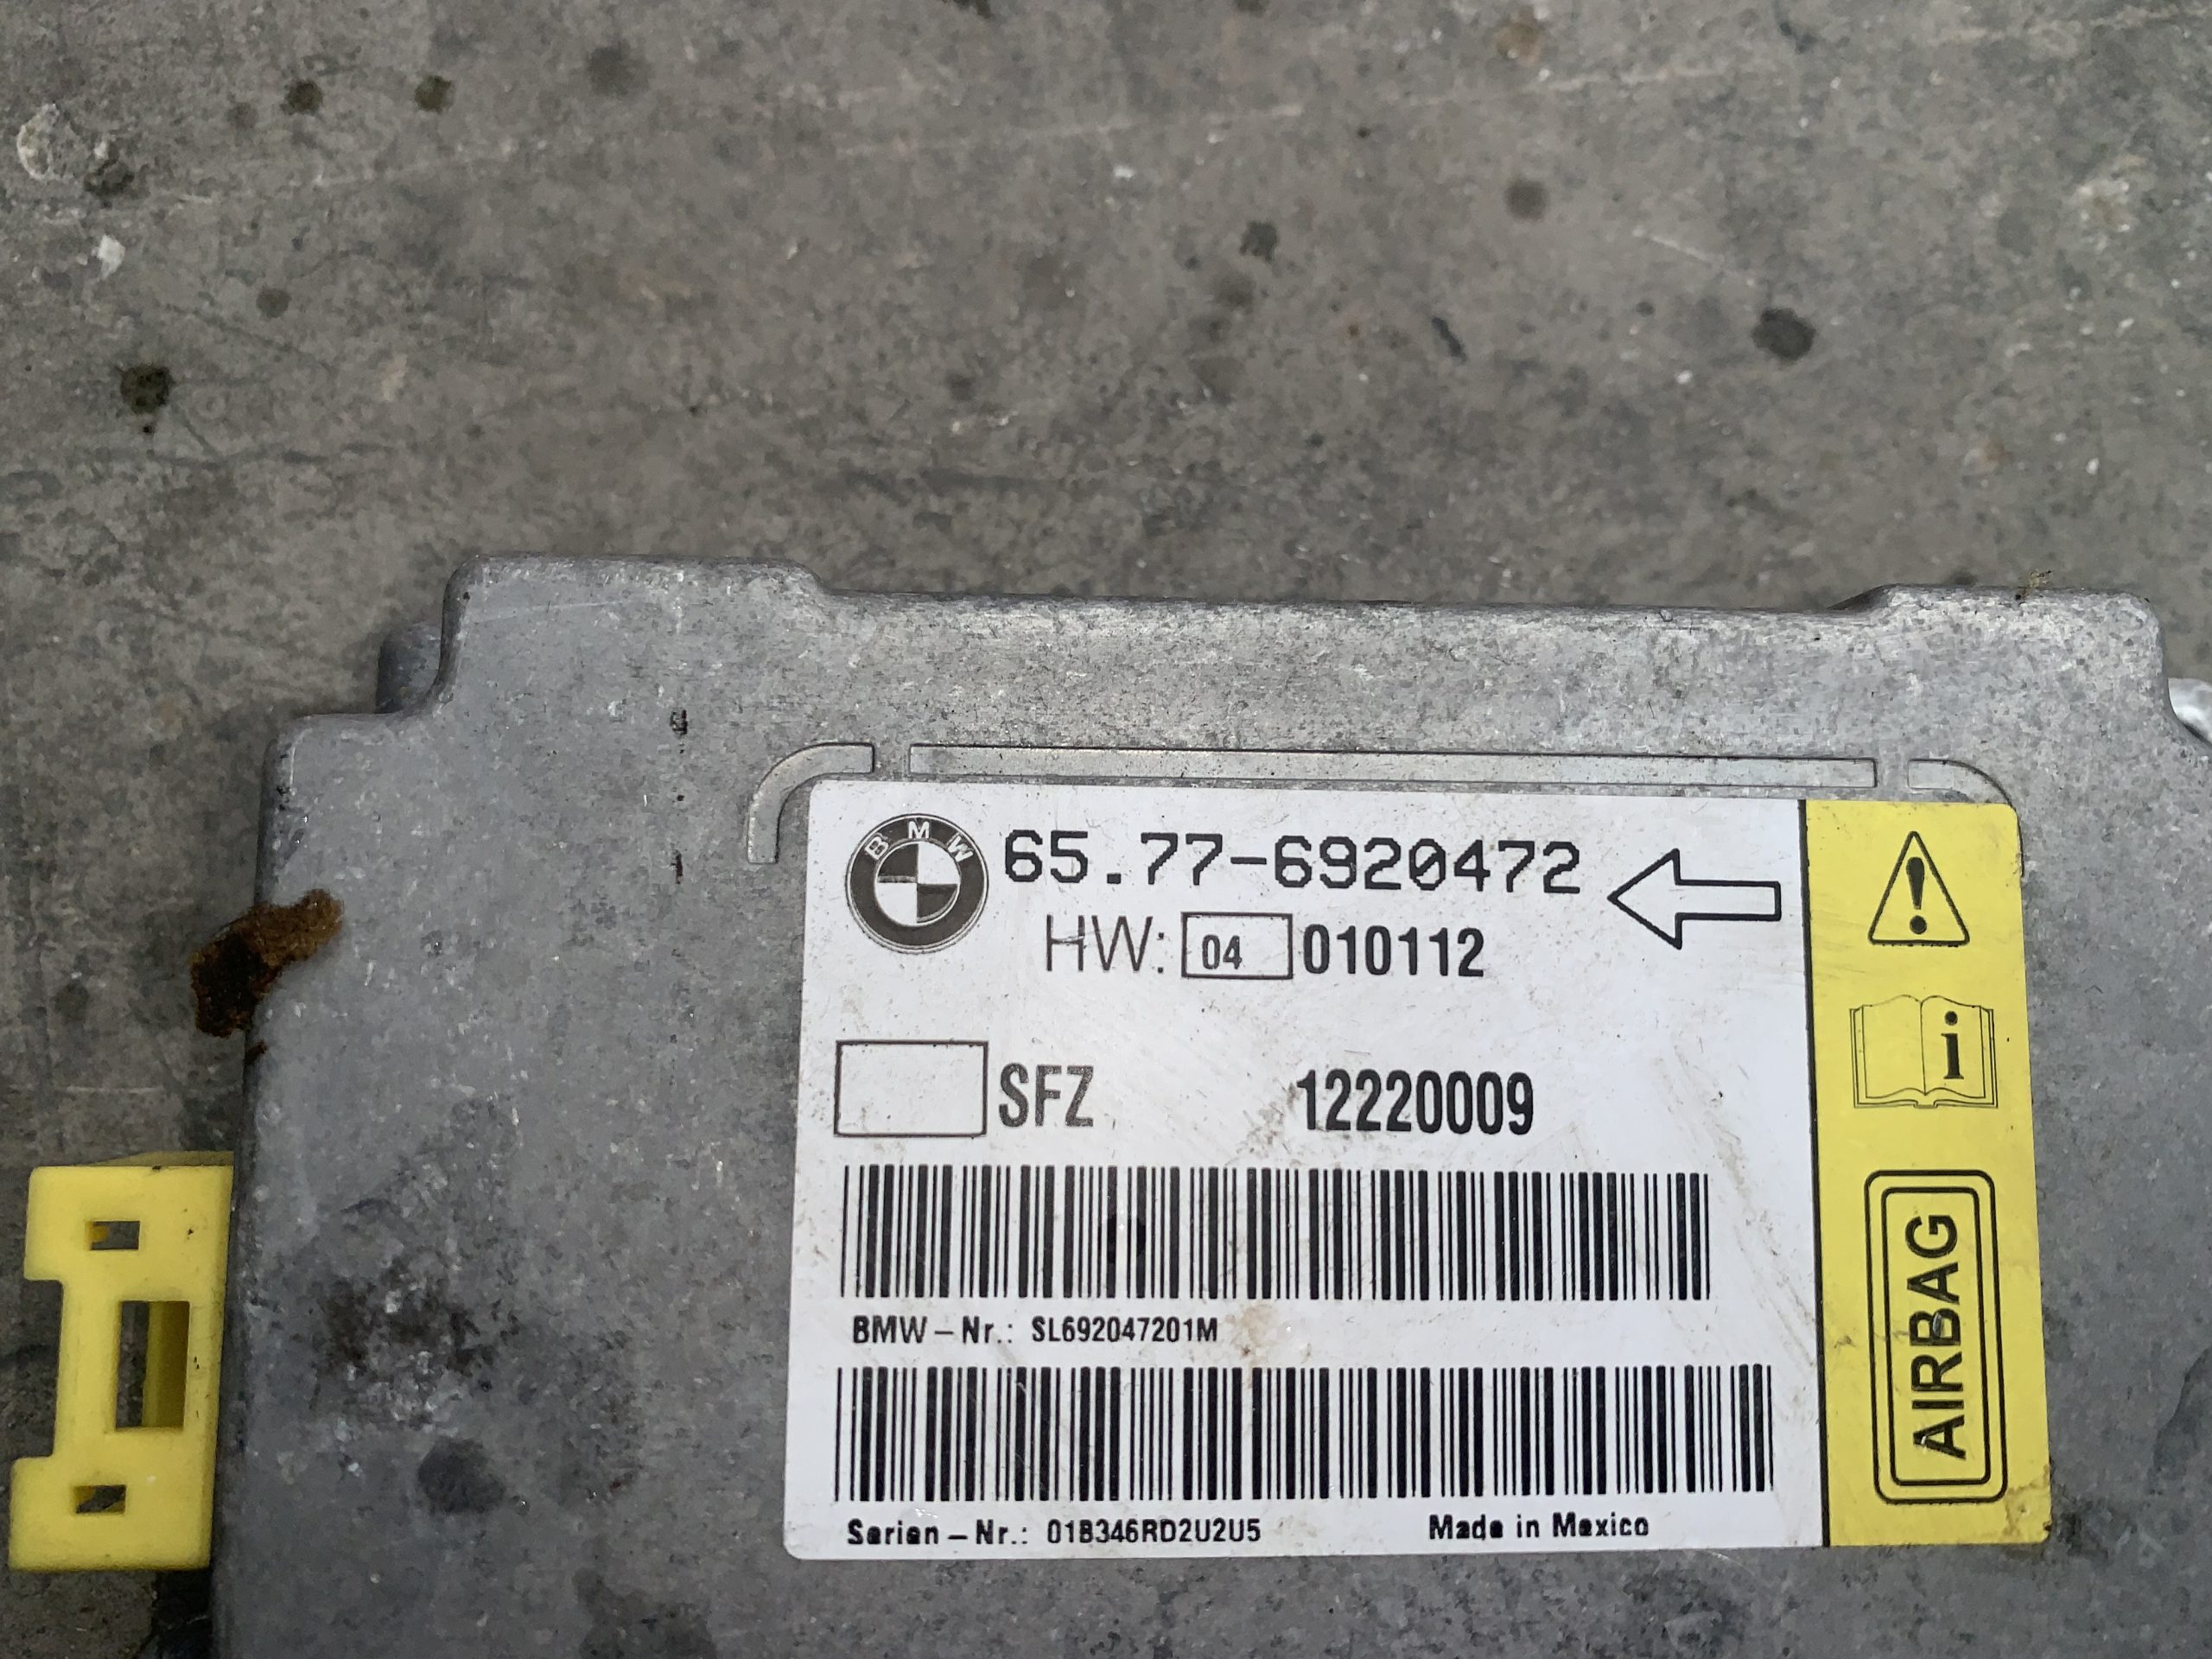 BMW
65.77-6920472
HW: 04 010112
SFZ 12220009
BMW-Nr.: SL692047201M
Serien-Nr.: 01B346RD2U2U5 Made in Mexico
i
AIRBAG